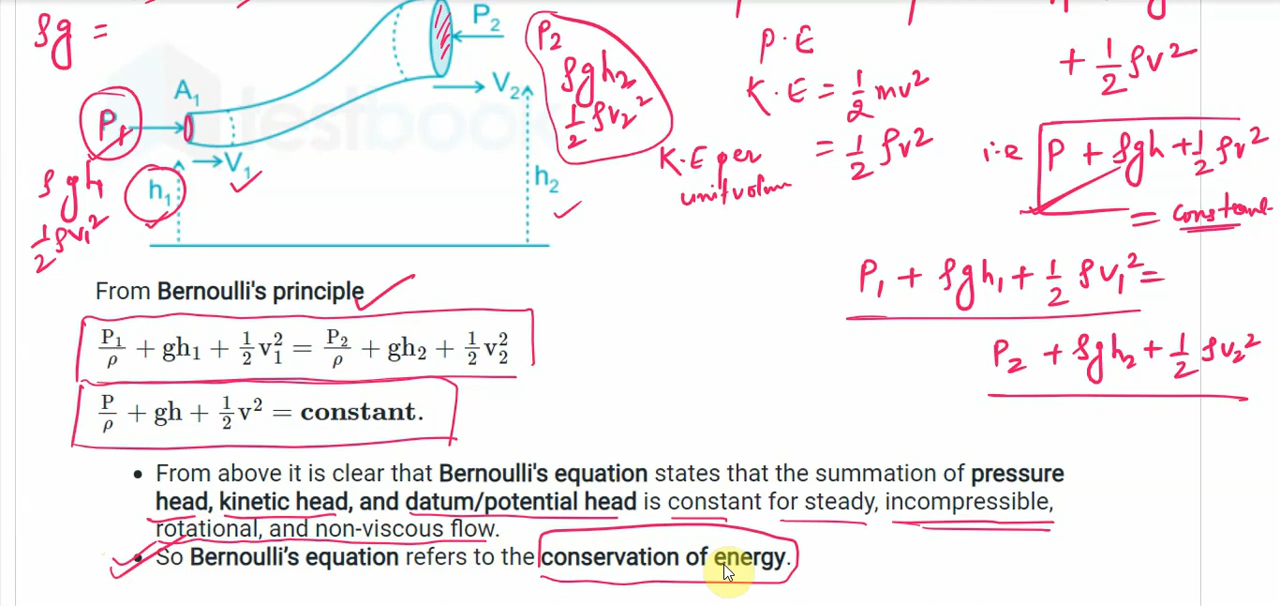 ρg =
P₂
P₂
ρgh₂
½ρv₂²
P·E
K·E = ½mv²
K·E per unit volum
= ½ρv²
+ ½ρv²
i·e P + ρgh + ½ρv²
= constant
A₁
P₁
V₁
V₂
h₁
h₂
ρgh
½ρv₁²
testbook
P₁ + ρgh₁ + ½ρv₁² =
P₂ + ρgh₂ + ½ρv₂²
From Bernoulli's principle
P₁/ρ + gh₁ + ½v₁² = P₂/ρ + gh₂ + ½v₂²
P/ρ + gh + ½v² = constant.
• From above it is clear that Bernoulli's equation states that the summation of pressure
head, kinetic head, and datum/potential head is constant for steady, incompressible,
rotational, and non-viscous flow.
• So Bernoulli's equation refers to the conservation of energy.